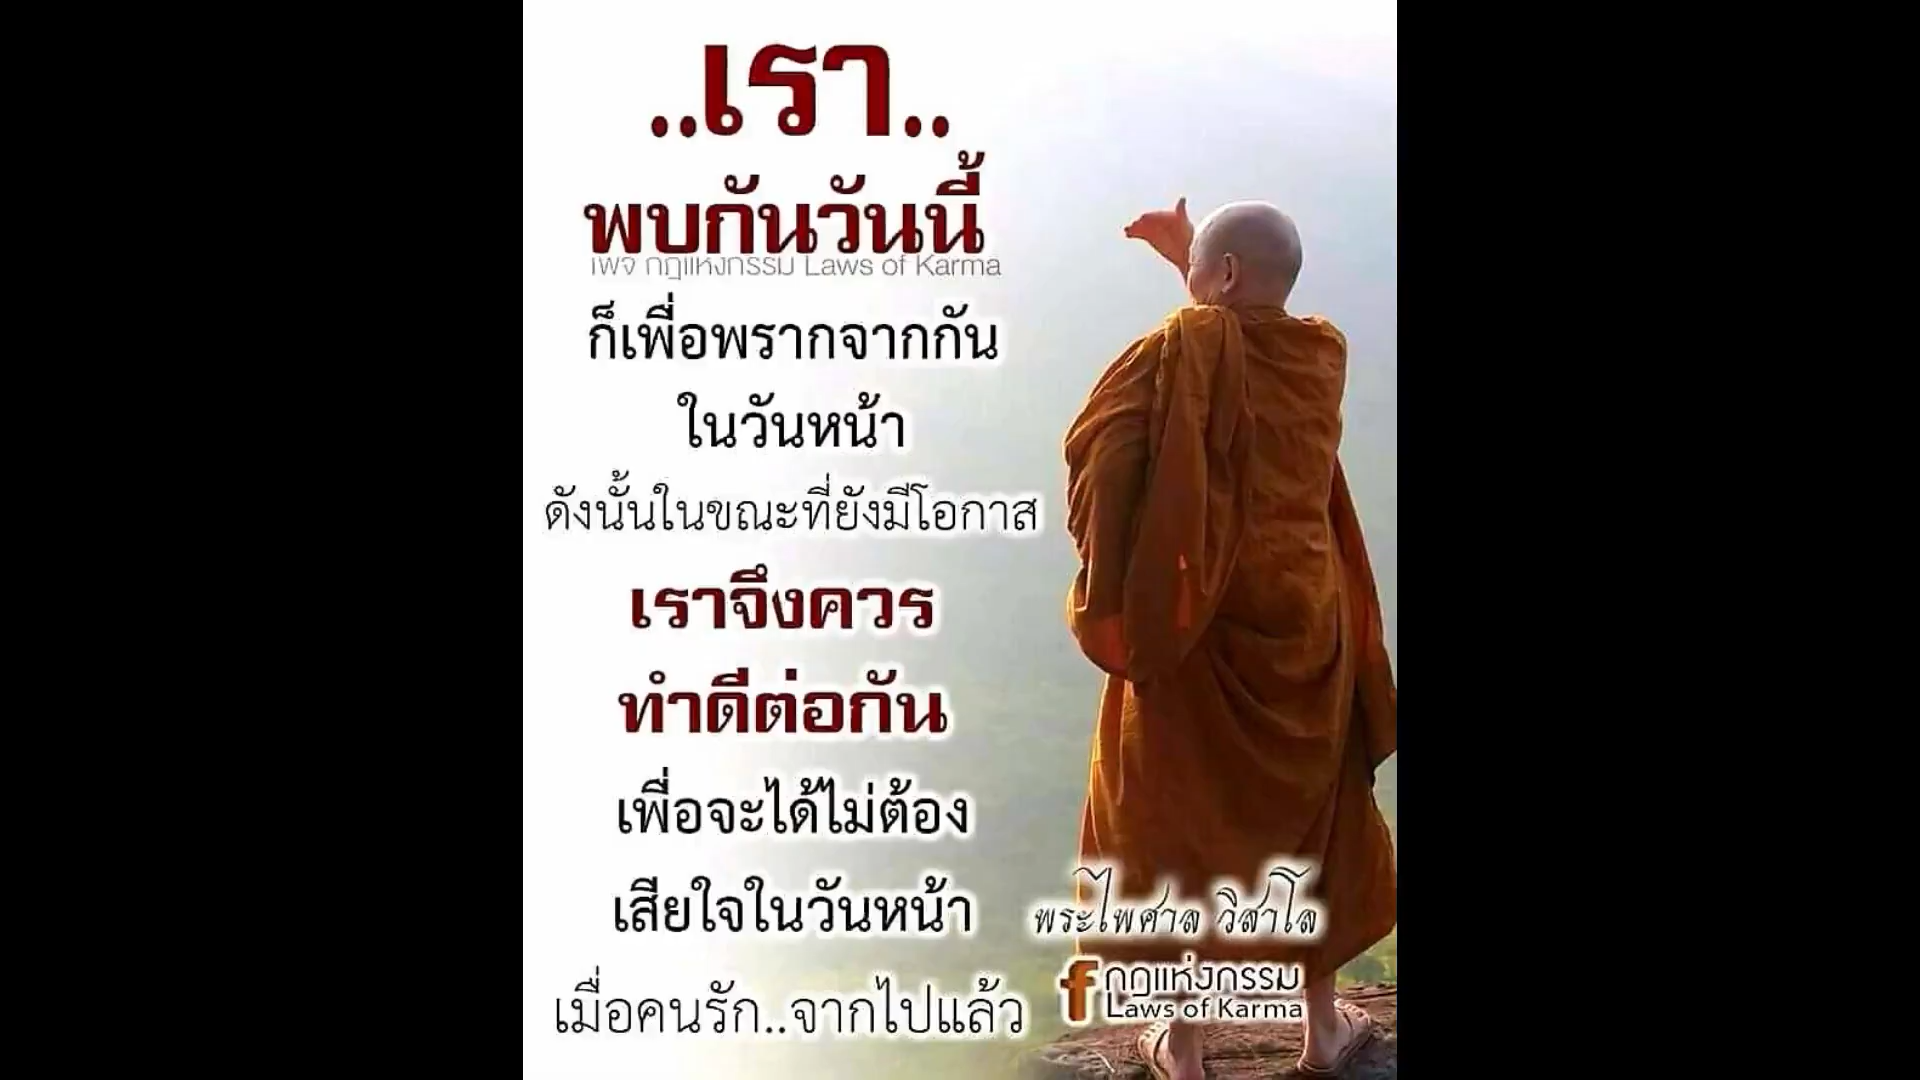 ..เรา..
พบกันวันนี้
เพจ กฎแห่งกรรม Laws of Karma
ก็เพื่อพรากจากกัน
ในวันหน้า
ดังนั้นในขณะที่ยังมีโอกาส
เราจึงควร
ทำดีต่อกัน
เพื่อจะได้ไม่ต้อง
เสียใจในวันหน้า
เมื่อคนรัก..จากไปแล้ว
พระไพศาล วิสาโล
f กฎแห่งกรรม
Laws of Karma